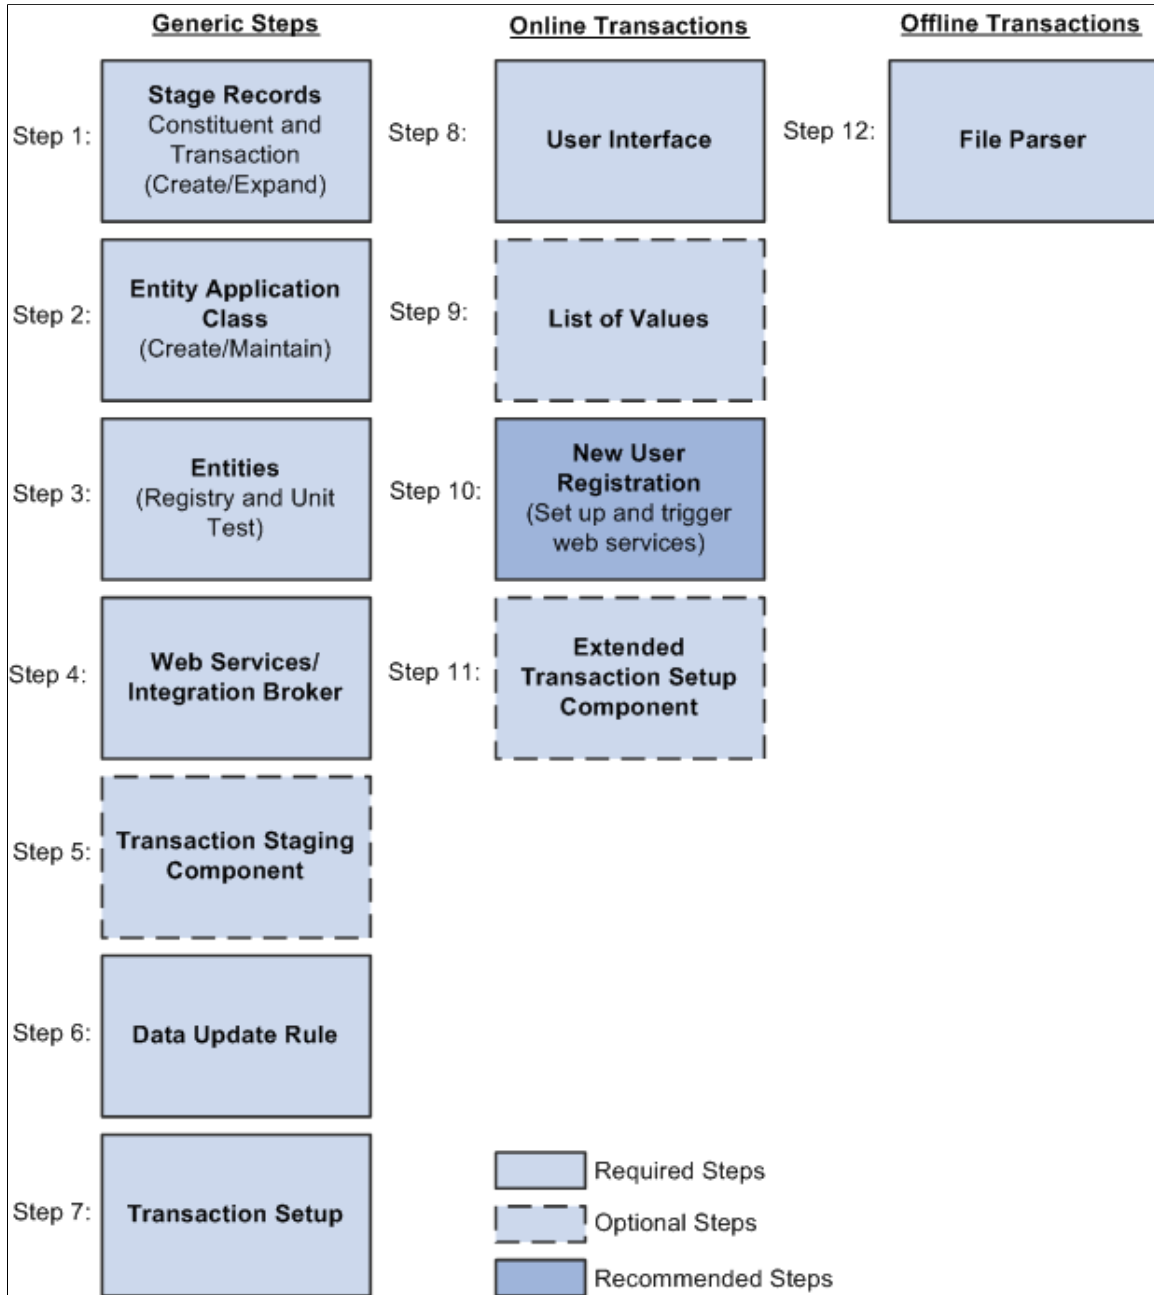 Generic Steps
Step 1:
Stage Records
Constituent and
Transaction
(Create/Expand)
Step 2:
Entity Application
Class
(Create/Maintain)
Step 3:
Entities
(Registry and Unit
Test)
Step 4:
Web Services/
Integration Broker
Step 5:
Transaction Staging
Component
Step 6:
Data Update Rule
Step 7:
Transaction Setup
Online Transactions
Step 8:
User Interface
Step 9:
List of Values
Step 10:
New User
Registration
(Set up and trigger
web services)
Step 11:
Extended
Transaction Setup
Component
Offline Transactions
Step 12:
File Parser
Required Steps
Optional Steps
Recommended Steps